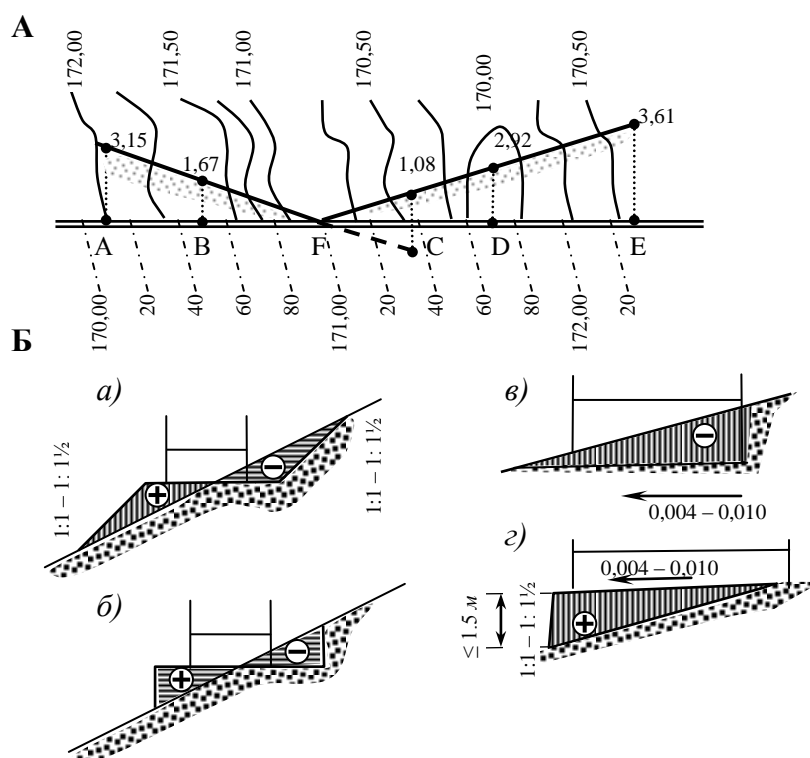 А
172,00 171,50 171,00 170,50 170,00 170,50
3,15 1,67 1,08 2,92 3,61
A B F C D E
170,00 20 40 60 80 171,00 20 40 60 80 172,00 20
Б
а)
1:1 – 1: 1½
1:1 – 1: 1½
в)
0,004 – 0,010
б)
г)
0,004 – 0,010
≤ 1.5 м
1:1 – 1: 1½